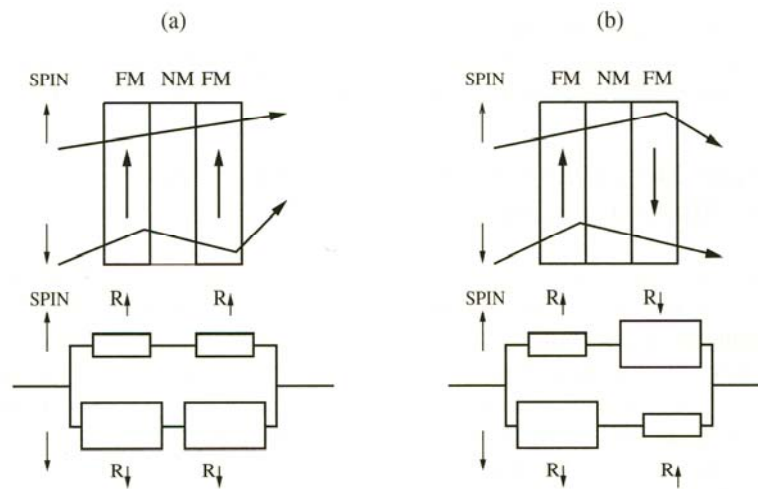 (a)
SPIN FM NM FM
SPIN R↑ R↑
R↓ R↓
(b)
SPIN FM NM FM
SPIN R↑ R↓
R↓ R↑